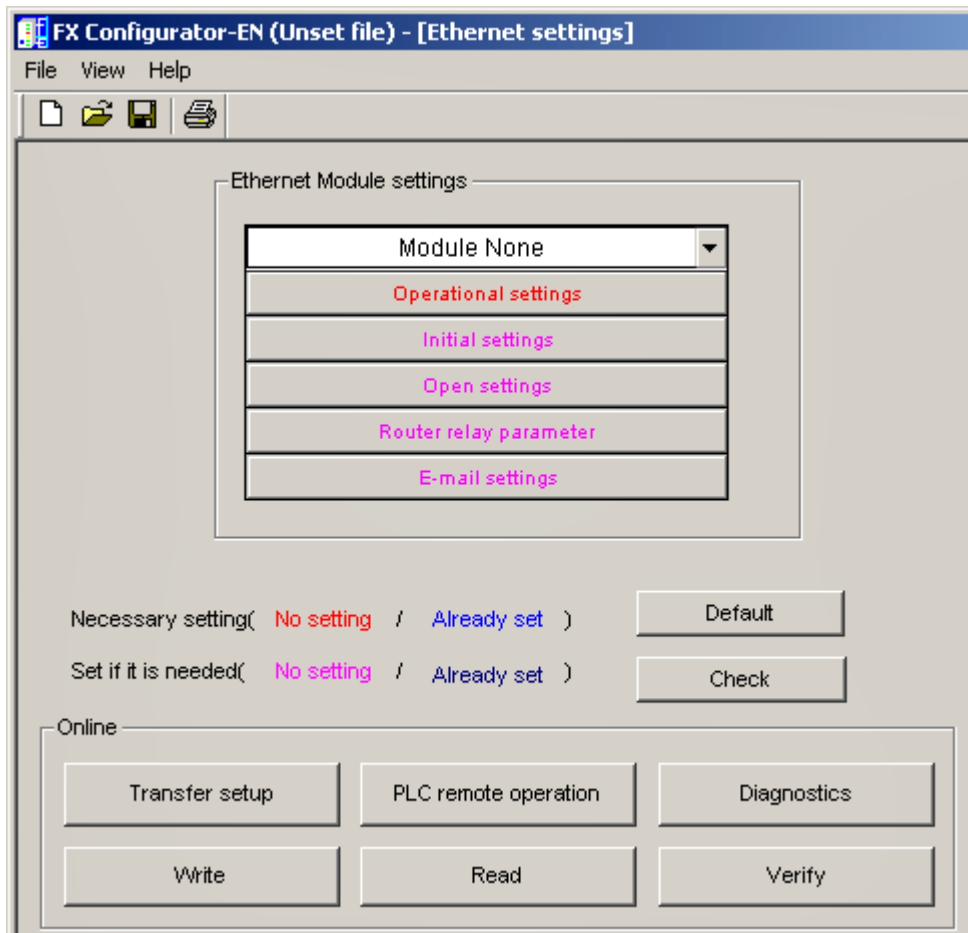 FX Configurator-EN (Unset file) - [Ethernet settings]
File View Help
Ethernet Module settings
Module None
Operational settings
Initial settings
Open settings
Router relay parameter
E-mail settings
Necessary setting( No setting / Already set )
Default
Set if it is needed( No setting / Already set )
Check
Online
Transfer setup
PLC remote operation
Diagnostics
Write
Read
Verify